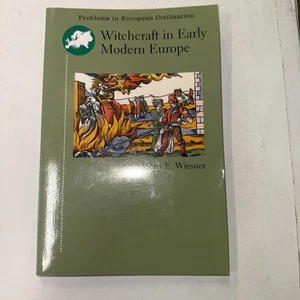 Problems in European Civilization
Witchcraft in Early
Modern Europe
E. Wiesner